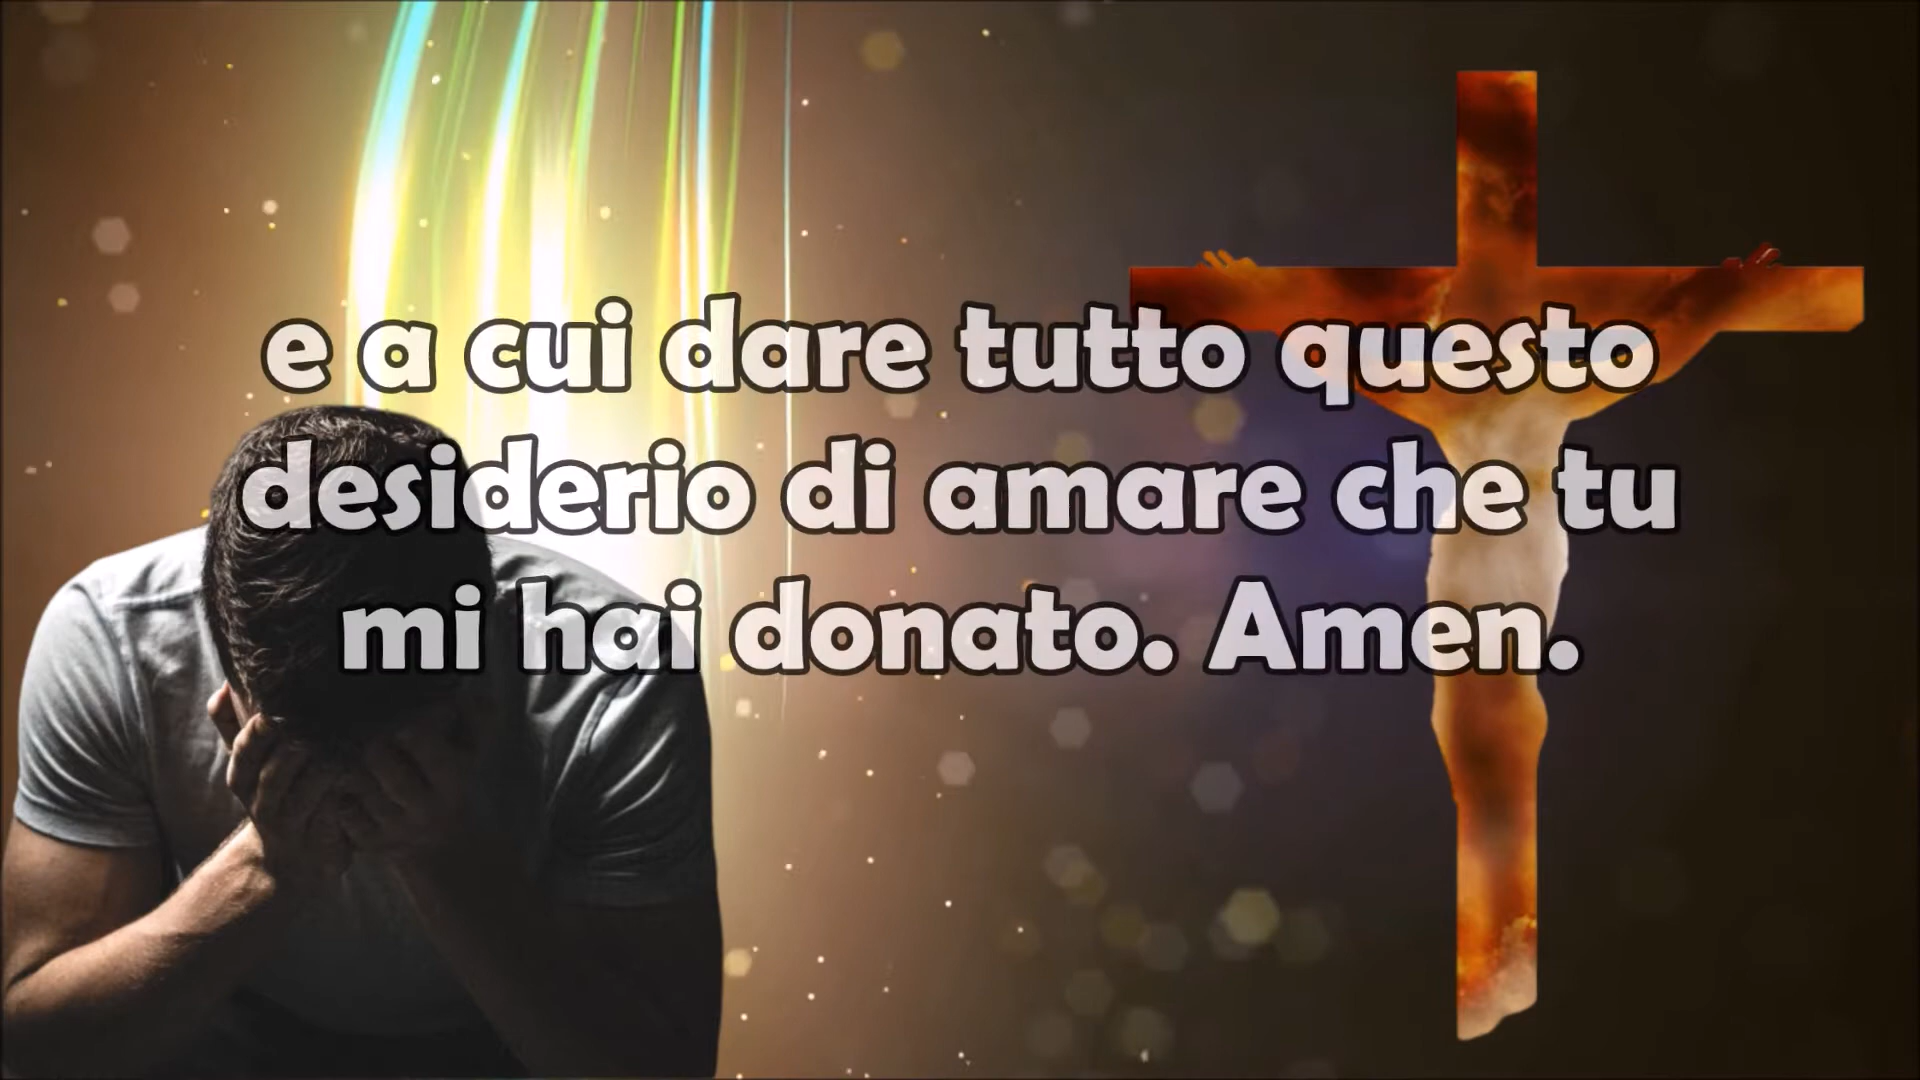 e a cui dare tutto questo
desiderio di amare che tu
mi hai donato. Amen.